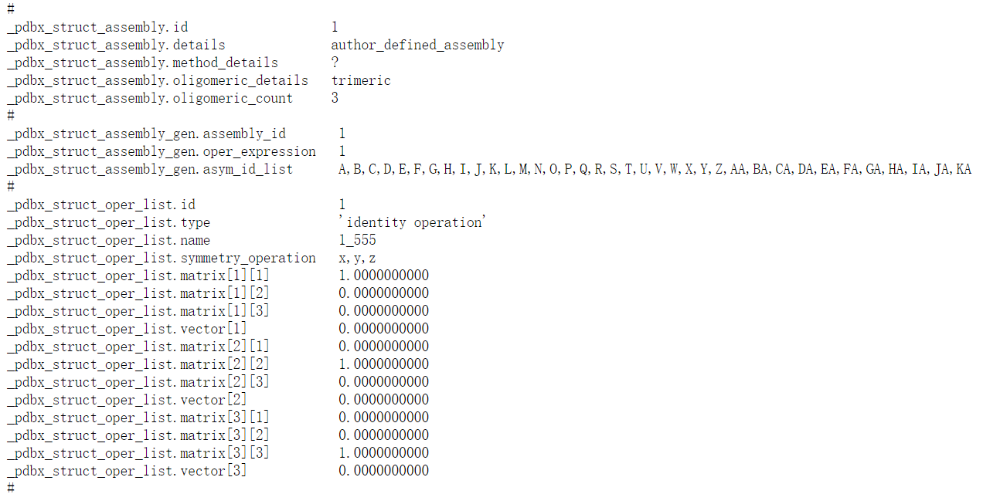 #
_pdbx_struct_assembly.id                   1
_pdbx_struct_assembly.details              author_defined_assembly
_pdbx_struct_assembly.method_details       ?
_pdbx_struct_assembly.oligomeric_details   trimeric
_pdbx_struct_assembly.oligomeric_count     3
#
_pdbx_struct_assembly_gen.assembly_id       1
_pdbx_struct_assembly_gen.oper_expression   1
_pdbx_struct_assembly_gen.asym_id_list      A,B,C,D,E,F,G,H,I,J,K,L,M,N,O,P,Q,R,S,T,U,V,W,X,Y,Z,AA,BA,CA,DA,EA,FA,GA,HA,IA,JA,KA
#
_pdbx_struct_oper_list.id                   1
_pdbx_struct_oper_list.type                 'identity operation'
_pdbx_struct_oper_list.name                 1_555
_pdbx_struct_oper_list.symmetry_operation   x,y,z
_pdbx_struct_oper_list.matrix[1][1]         1.0000000000
_pdbx_struct_oper_list.matrix[1][2]         0.0000000000
_pdbx_struct_oper_list.matrix[1][3]         0.0000000000
_pdbx_struct_oper_list.vector[1]            0.0000000000
_pdbx_struct_oper_list.matrix[2][1]         0.0000000000
_pdbx_struct_oper_list.matrix[2][2]         1.0000000000
_pdbx_struct_oper_list.matrix[2][3]         0.0000000000
_pdbx_struct_oper_list.vector[2]            0.0000000000
_pdbx_struct_oper_list.matrix[3][1]         0.0000000000
_pdbx_struct_oper_list.matrix[3][2]         0.0000000000
_pdbx_struct_oper_list.matrix[3][3]         1.0000000000
_pdbx_struct_oper_list.vector[3]            0.0000000000
#